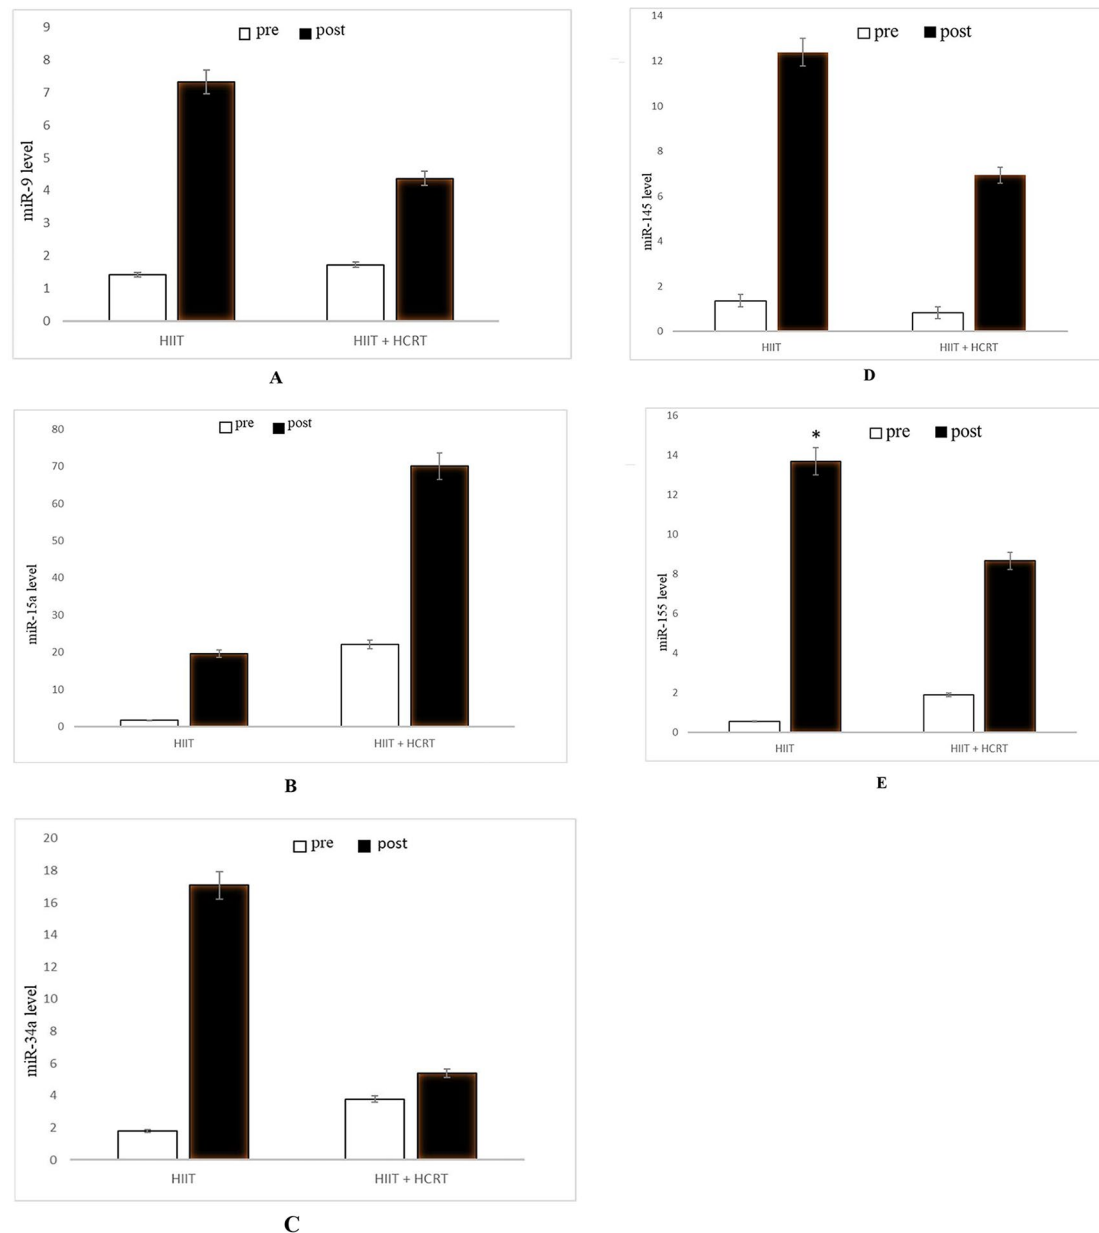 pre post
9
8
7
6
5
4
3
2
1
0
miR-9 level
HIIT HIIT + HCRT
A
pre post
14
12
10
8
6
4
2
0
miR-145 level
HIIT HIIT + HCRT
D
pre post
80
70
60
50
40
30
20
10
0
miR-15a level
HIIT HIIT + HCRT
B
* pre post
16
14
12
10
8
6
4
2
0
miR-155 level
HIIT HIIT + HCRT
E
pre post
20
18
16
14
12
10
8
6
4
2
0
miR-34a level
HIIT HIIT + HCRT
C